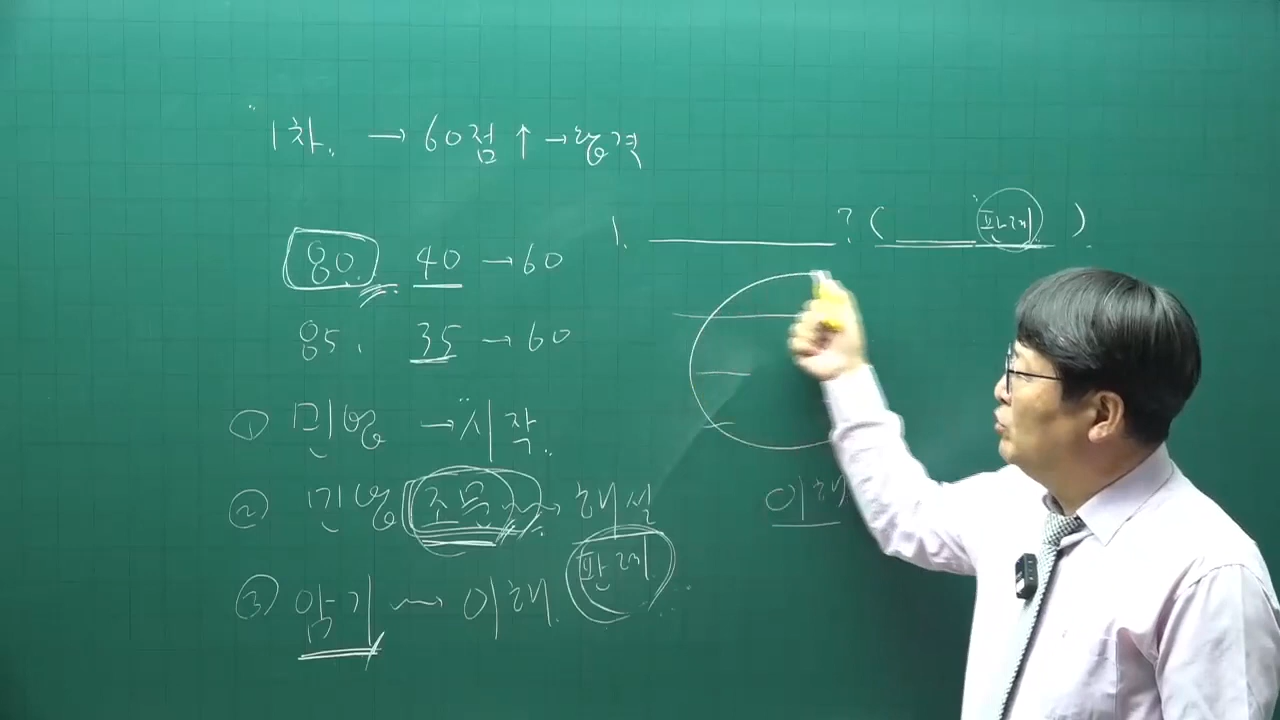 1차. → 60점 ↑ → 합격
80. 40 → 60
85. 35 → 60
① 민법 → 시작.
② 민법 조문 → 해설
③ 암기 → 이해 판례
1. ? ( 판례 )
이해